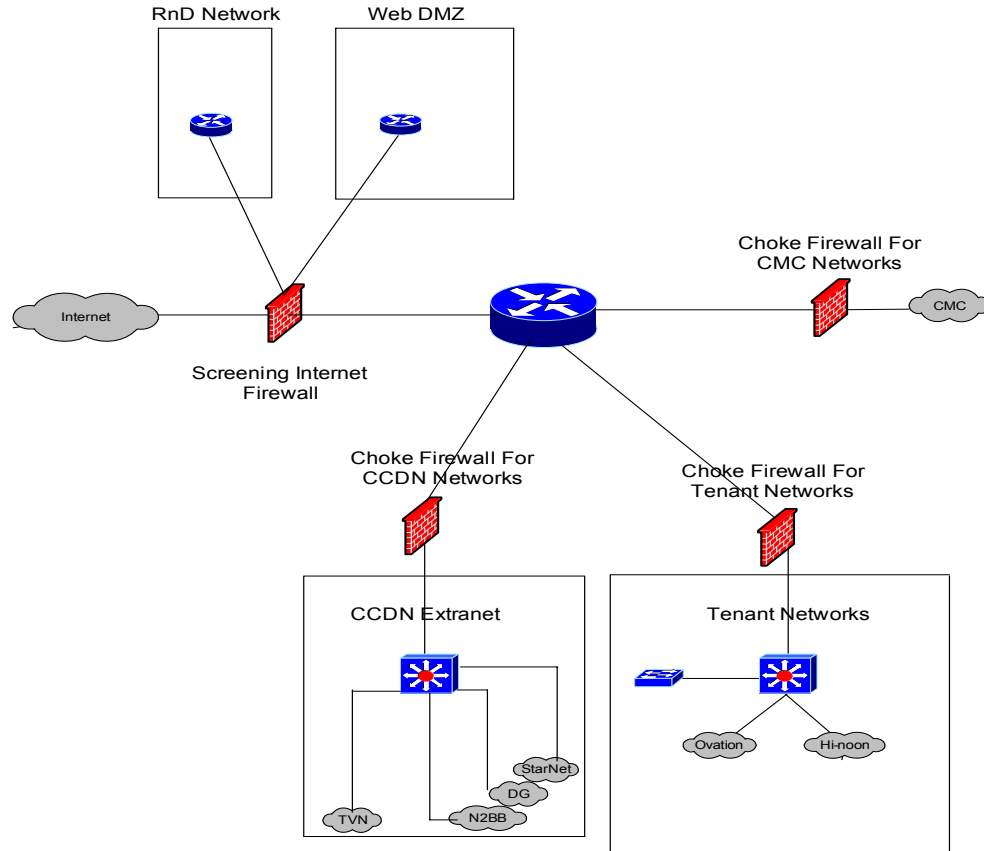 RnD Network
Web DMZ
Choke Firewall For
CMC Networks
Internet
CMC
Screening Internet
Firewall
Choke Firewall For
CCDN Networks
Choke Firewall For
Tenant Networks
CCDN Extranet
Tenant Networks
Ovation
Hi-noon
StarNet
DG
N2BB
TVN